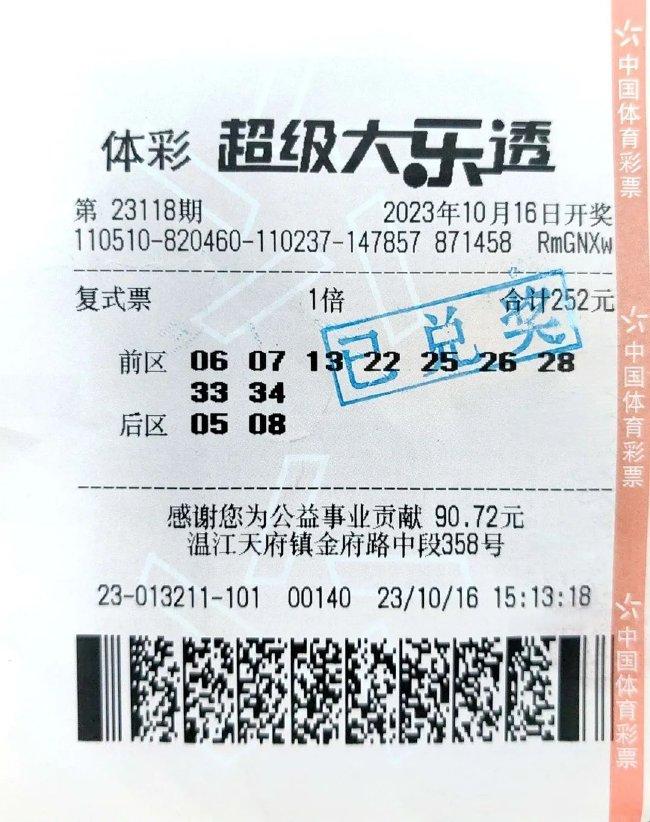 体彩 超级大乐透
第 23118期 2023年10月16日开奖
110510-820460-110237-147857 871458 RmGNXw
复式票 1倍 合计252元
已兑奖
前区 06 07 13 22 25 26 28
33 34
后区 05 08
感谢您为公益事业贡献 90.72元
温江天府镇金府路中段358号
23-013211-101 00140 23/10/16 15:13:18
中国体育彩票
中国体育彩票
中国体育彩票